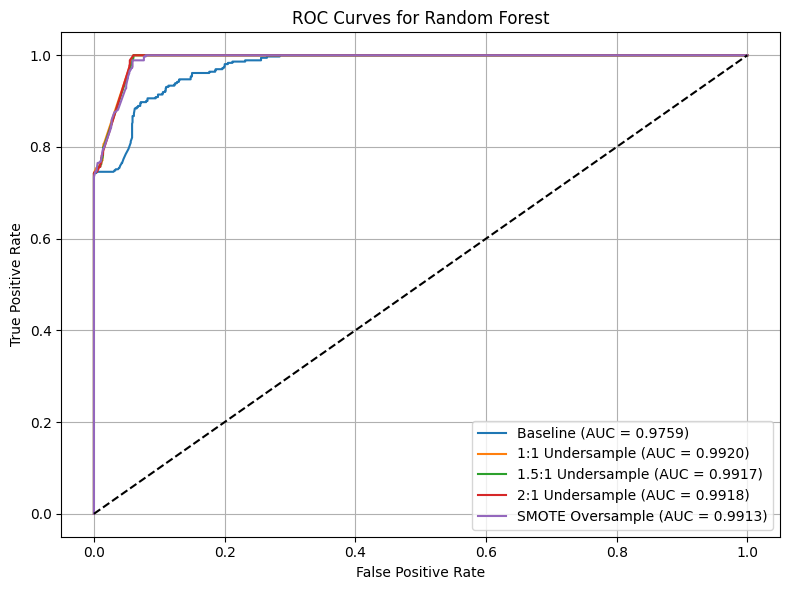 ROC Curves for Random Forest
True Positive Rate
1.0
0.8
0.6
0.4
0.2
0.0
Baseline (AUC = 0.9759)
1:1 Undersample (AUC = 0.9920)
1.5:1 Undersample (AUC = 0.9917)
2:1 Undersample (AUC = 0.9918)
SMOTE Oversample (AUC = 0.9913)
0.0 0.2 0.4 0.6 0.8 1.0
False Positive Rate